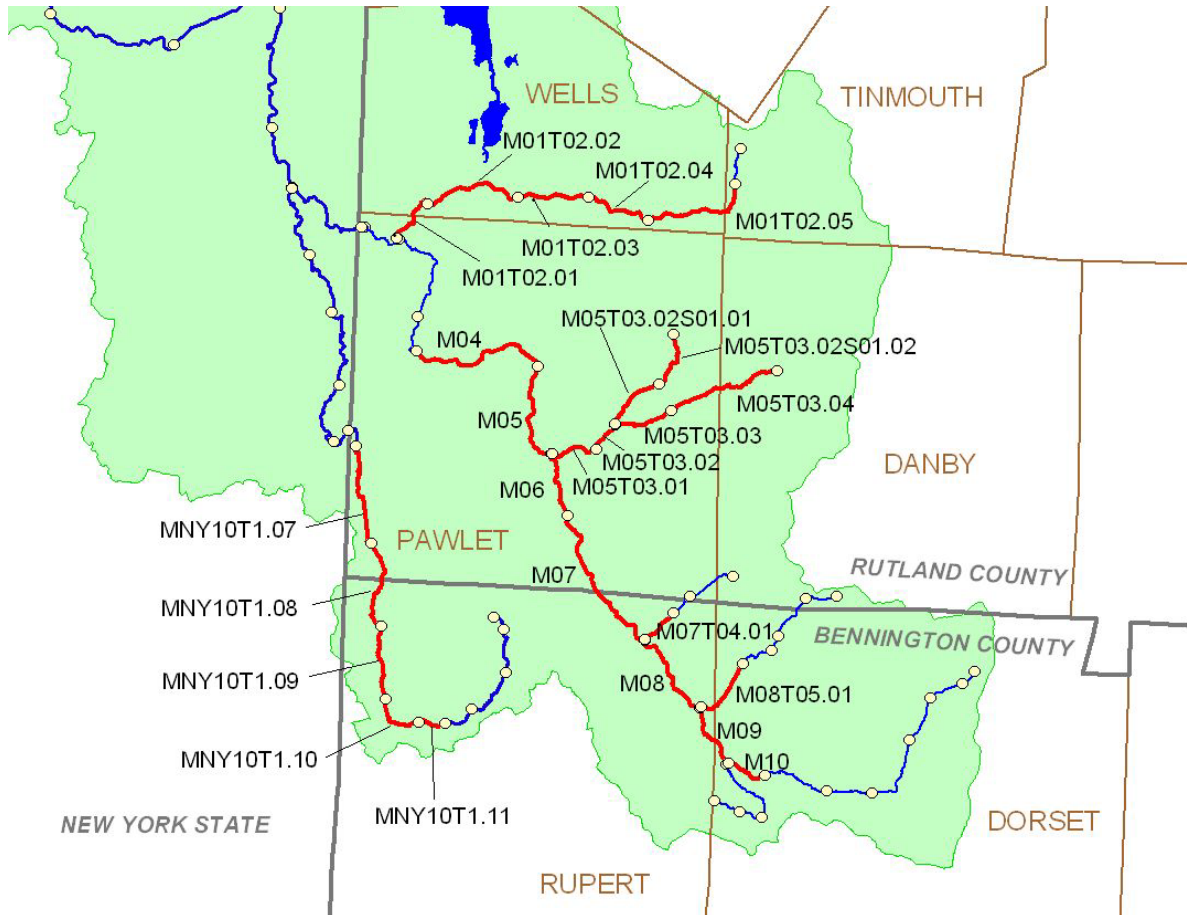 WELLS
TINMOUTH
M01T02.02
M01T02.04
M01T02.05
M01T02.03
M01T02.01
M05T03.02S01.01
M04
M05T03.02S01.02
M05T03.04
M05
M05T03.03
M05T03.02
DANBY
M06
M05T03.01
MNY10T1.07
PAWLET
M07
RUTLAND COUNTY
MNY10T1.08
M07T04.01
BENNINGTON COUNTY
MNY10T1.09
M08
M08T05.01
M09
MNY10T1.10
M10
MNY10T1.11
NEW YORK STATE
DORSET
RUPERT